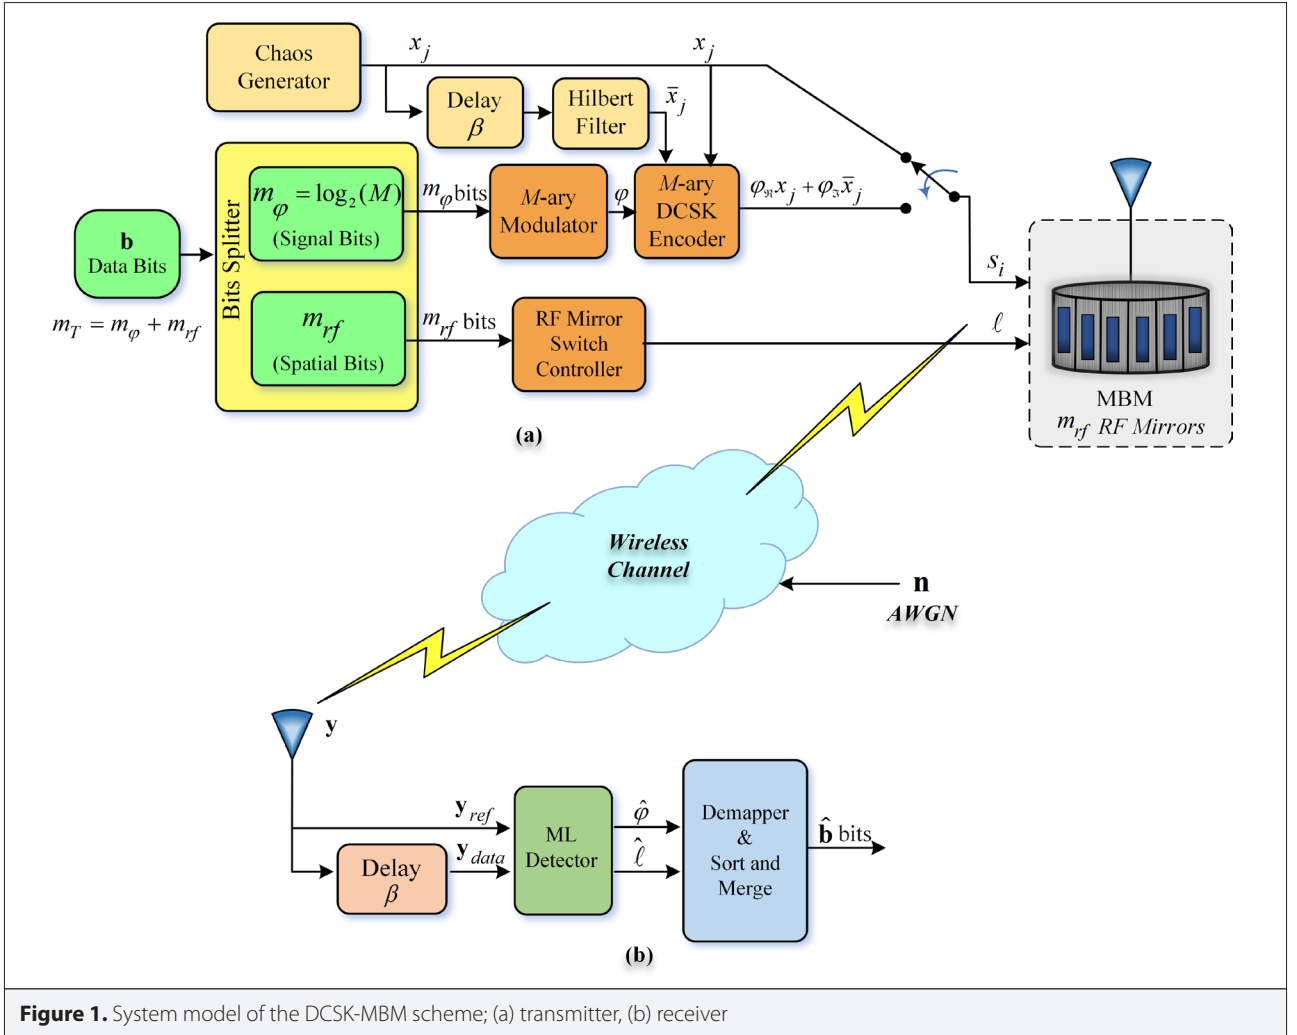 Chaos
Generator
x_j
x_j
Delay
β
Hilbert
Filter
x̄_j
Bits Splitter
m_φ = log₂(M)
(Signal Bits)
m_φ bits
M-ary
Modulator
φ
M-ary
DCSK
Encoder
φ_ℜ x_j + φ_ℑ x̄_j
b
Data Bits
m_T = m_φ + m_rf
m_rf
(Spatial Bits)
m_rf bits
RF Mirror
Switch
Controller
s_i
ℓ
MBM
m_rf RF Mirrors
(a)
Wireless
Channel
n
AWGN
y
y_ref
y_data
Delay
β
ML
Detector
φ̂
ℓ̂
Demapper
&
Sort and
Merge
b̂ bits
(b)
Figure 1. System model of the DCSK-MBM scheme; (a) transmitter, (b) receiver